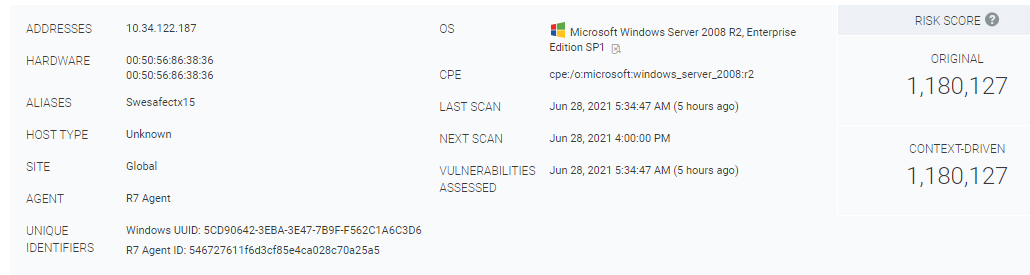 ADDRESSES 10.34.122.187
HARDWARE 00:50:56:86:38:36
00:50:56:86:38:36
ALIASES Swesafectx15
HOST TYPE Unknown
SITE Global
AGENT R7 Agent
UNIQUE IDENTIFIERS Windows UUID: 5CD90642-3EBA-3E47-7B9F-F562C1A6C3D6
R7 Agent ID: 546727611f6d3cf85e4ca028c70a25a5
OS Microsoft Windows Server 2008 R2, Enterprise
Edition SP1
CPE cpe:/o:microsoft:windows_server_2008:r2
LAST SCAN Jun 28, 2021 5:34:47 AM (5 hours ago)
NEXT SCAN Jun 28, 2021 4:00:00 PM
VULNERABILITIES Jun 28, 2021 5:34:47 AM (5 hours ago)
ASSESSED
RISK SCORE ?
ORIGINAL
1,180,127
CONTEXT-DRIVEN
1,180,127